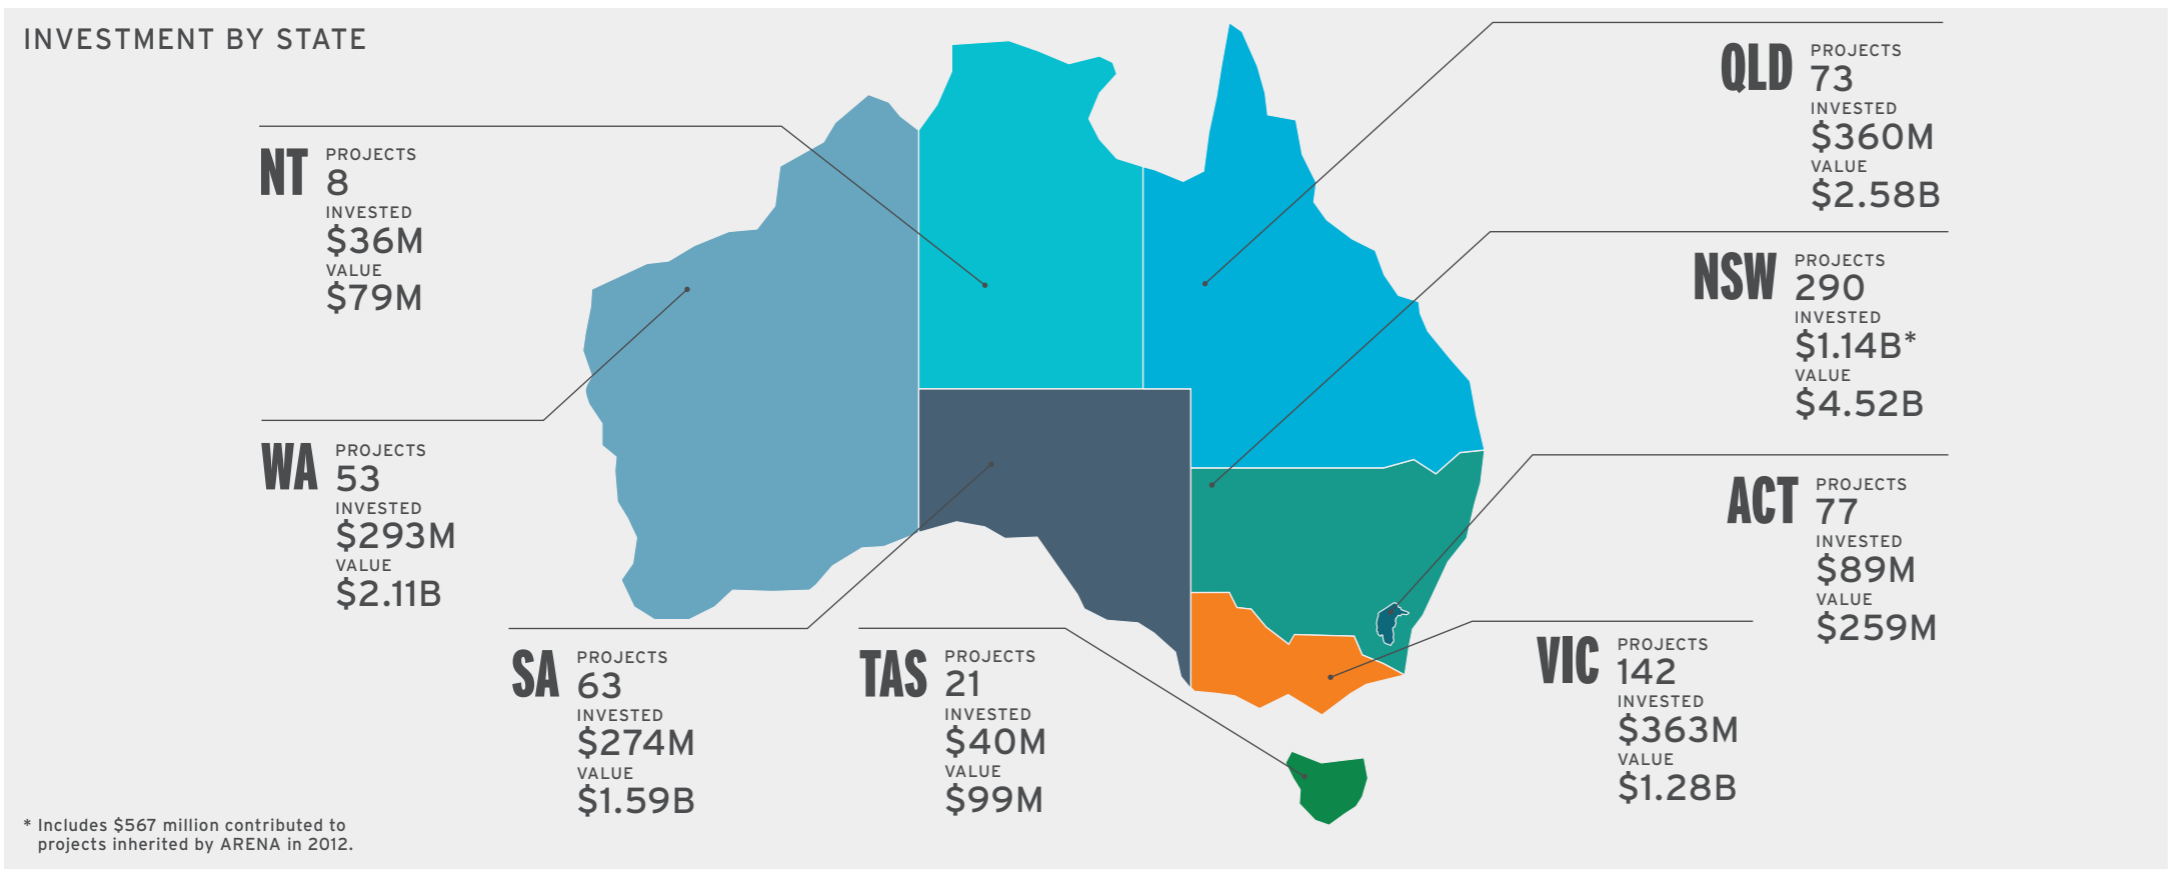 INVESTMENT BY STATE
NT
PROJECTS
8
INVESTED
$36M
VALUE
$79M
WA
PROJECTS
53
INVESTED
$293M
VALUE
$2.11B
SA
PROJECTS
63
INVESTED
$274M
VALUE
$1.59B
TAS
PROJECTS
21
INVESTED
$40M
VALUE
$99M
QLD
PROJECTS
73
INVESTED
$360M
VALUE
$2.58B
NSW
PROJECTS
290
INVESTED
$1.14B*
VALUE
$4.52B
ACT
PROJECTS
77
INVESTED
$89M
VALUE
$259M
VIC
PROJECTS
142
INVESTED
$363M
VALUE
$1.28B
* Includes $567 million contributed to
projects inherited by ARENA in 2012.